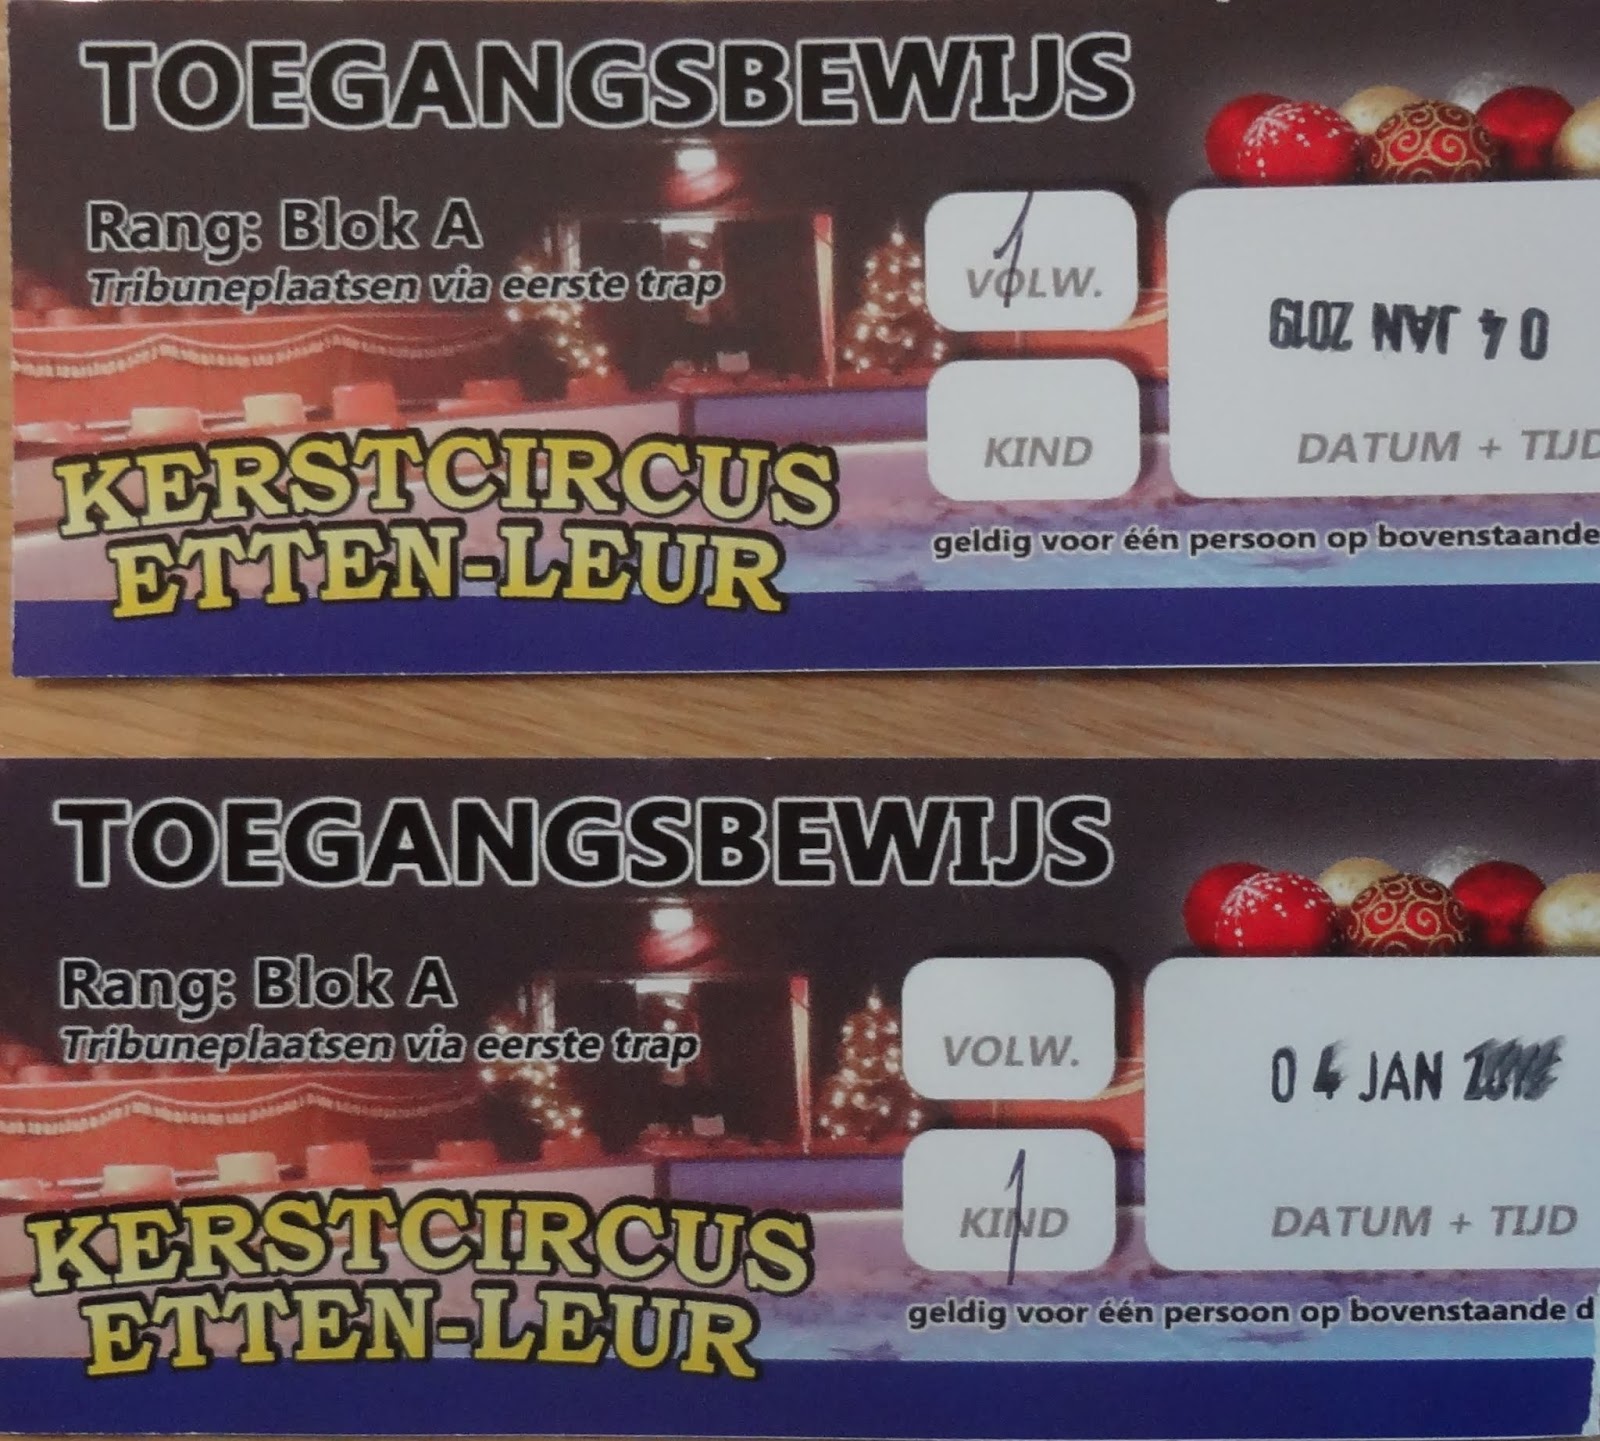 TOEGANGSBEWIJS
Rang: Blok A
Tribuneplaatsen via eerste trap
1
VOLW.
KIND
04 JAN 2019
DATUM + TIJD
KERSTCIRCUS
ETTEN-LEUR
geldig voor één persoon op bovenstaande
TOEGANGSBEWIJS
Rang: Blok A
Tribuneplaatsen via eerste trap
VOLW.
1
KIND
04 JAN
DATUM + TIJD
KERSTCIRCUS
ETTEN-LEUR
geldig voor één persoon op bovenstaande d